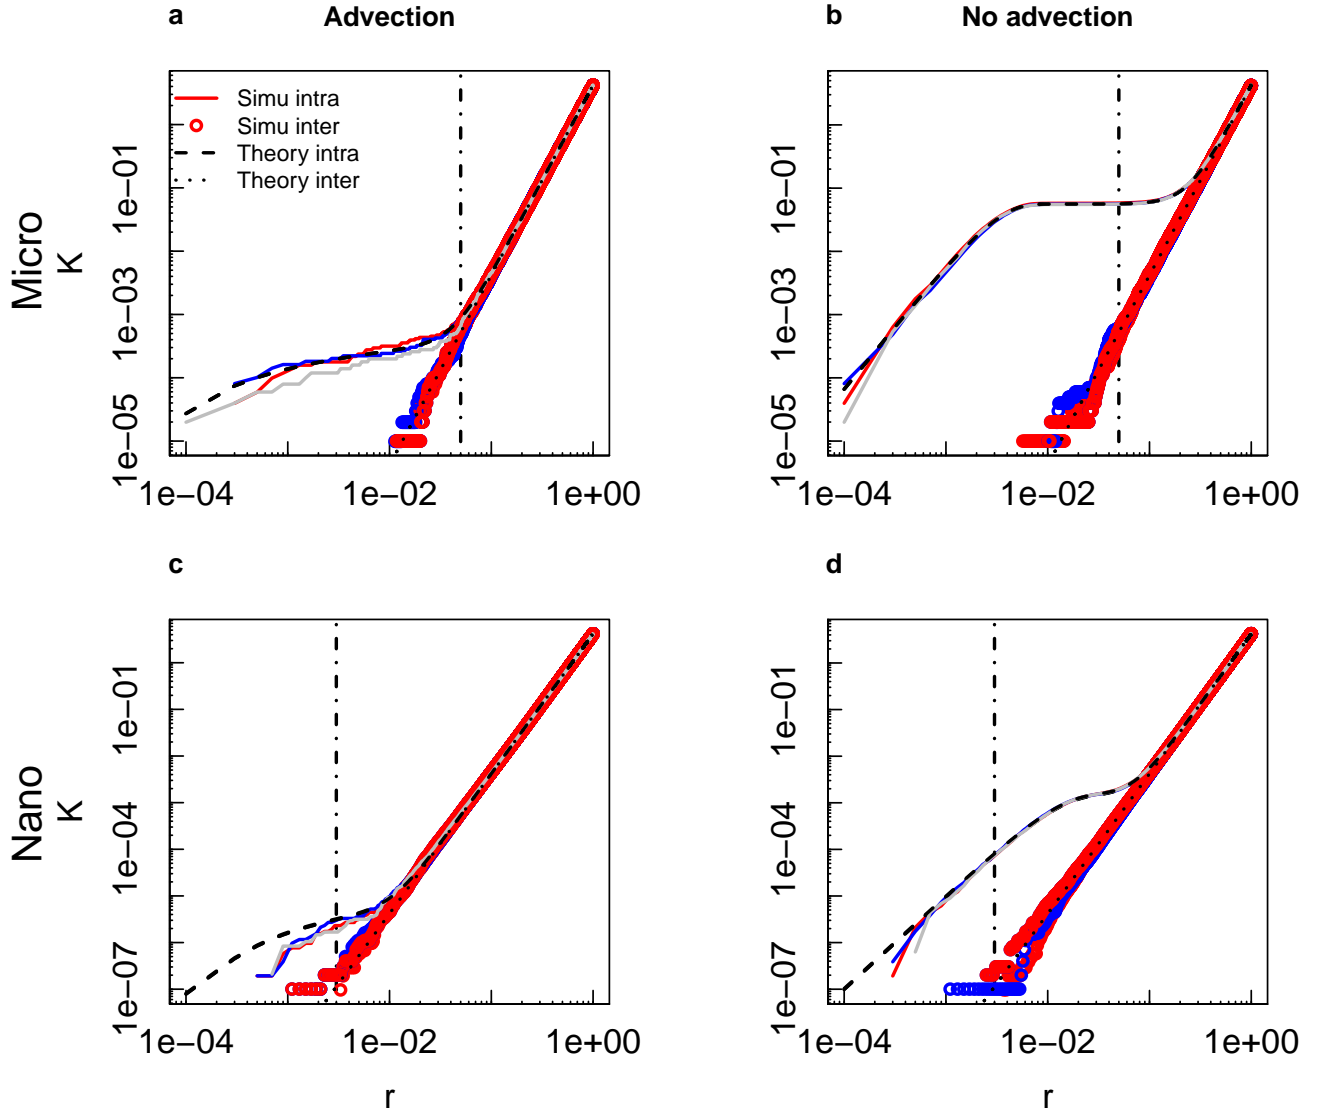 a Advection
b No advection
Simu intra
Simu inter
Theory intra
Theory inter
Micro
K
1e−01
1e−03
1e−05
1e−04 1e−02 1e+00
1e−01
1e−03
1e−05
1e−04 1e−02 1e+00
c
d
Nano
K
1e−01
1e−04
1e−07
1e−04 1e−02 1e+00
r
1e−01
1e−04
1e−07
1e−04 1e−02 1e+00
r